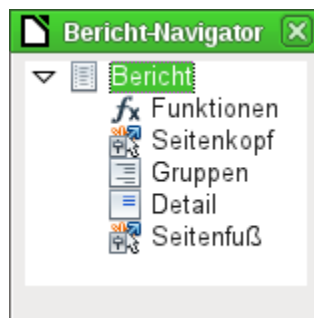 Bericht-Navigator
Bericht
Funktionen
Seitenkopf
Gruppen
Detail
Seitenfuß